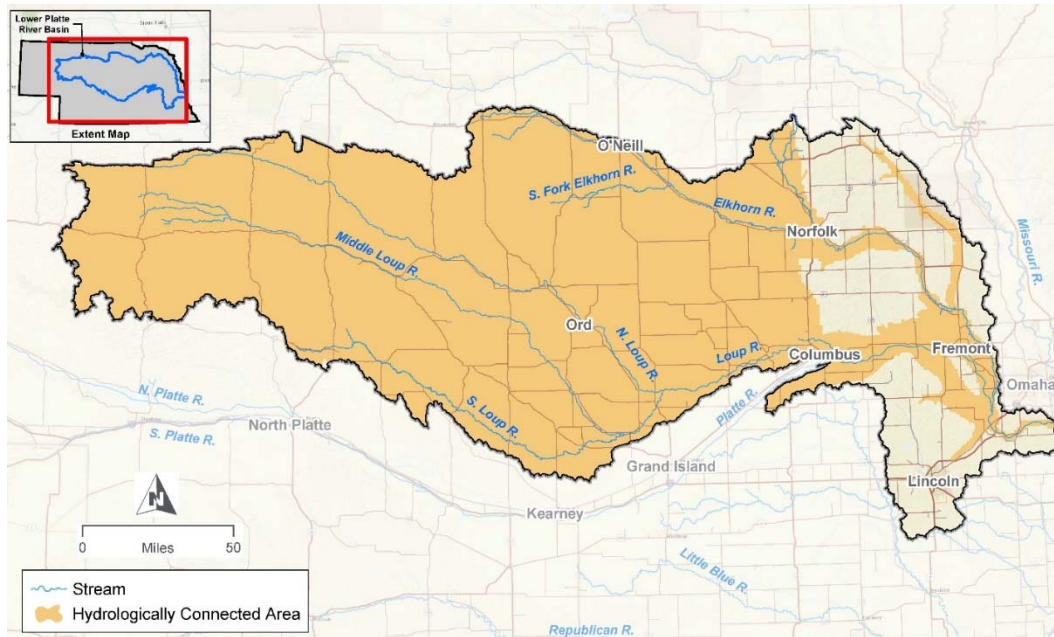 Lower Platte
River Basin
Extent Map
O'Neill
S. Fork Elkhorn R.
Elkhorn R.
Norfolk
Missouri R.
Middle Loup R.
Ord
N. Loup R.
Loup R.
Columbus
Fremont
Omaha
N. Platte R.
S. Platte R.
North Platte
S. Loup R.
Platte R.
Grand Island
Lincoln
Kearney
N
0
50
Miles
Little Blue R.
Republican R.
Stream
Hydrologically Connected Area